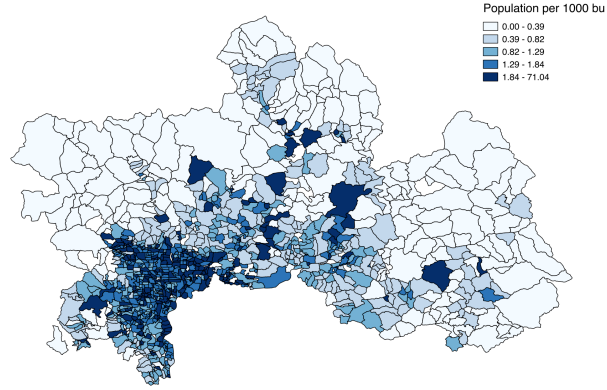 Population per 1000 bu
0.00 - 0.39
0.39 - 0.82
0.82 - 1.29
1.29 - 1.84
1.84 - 71.04